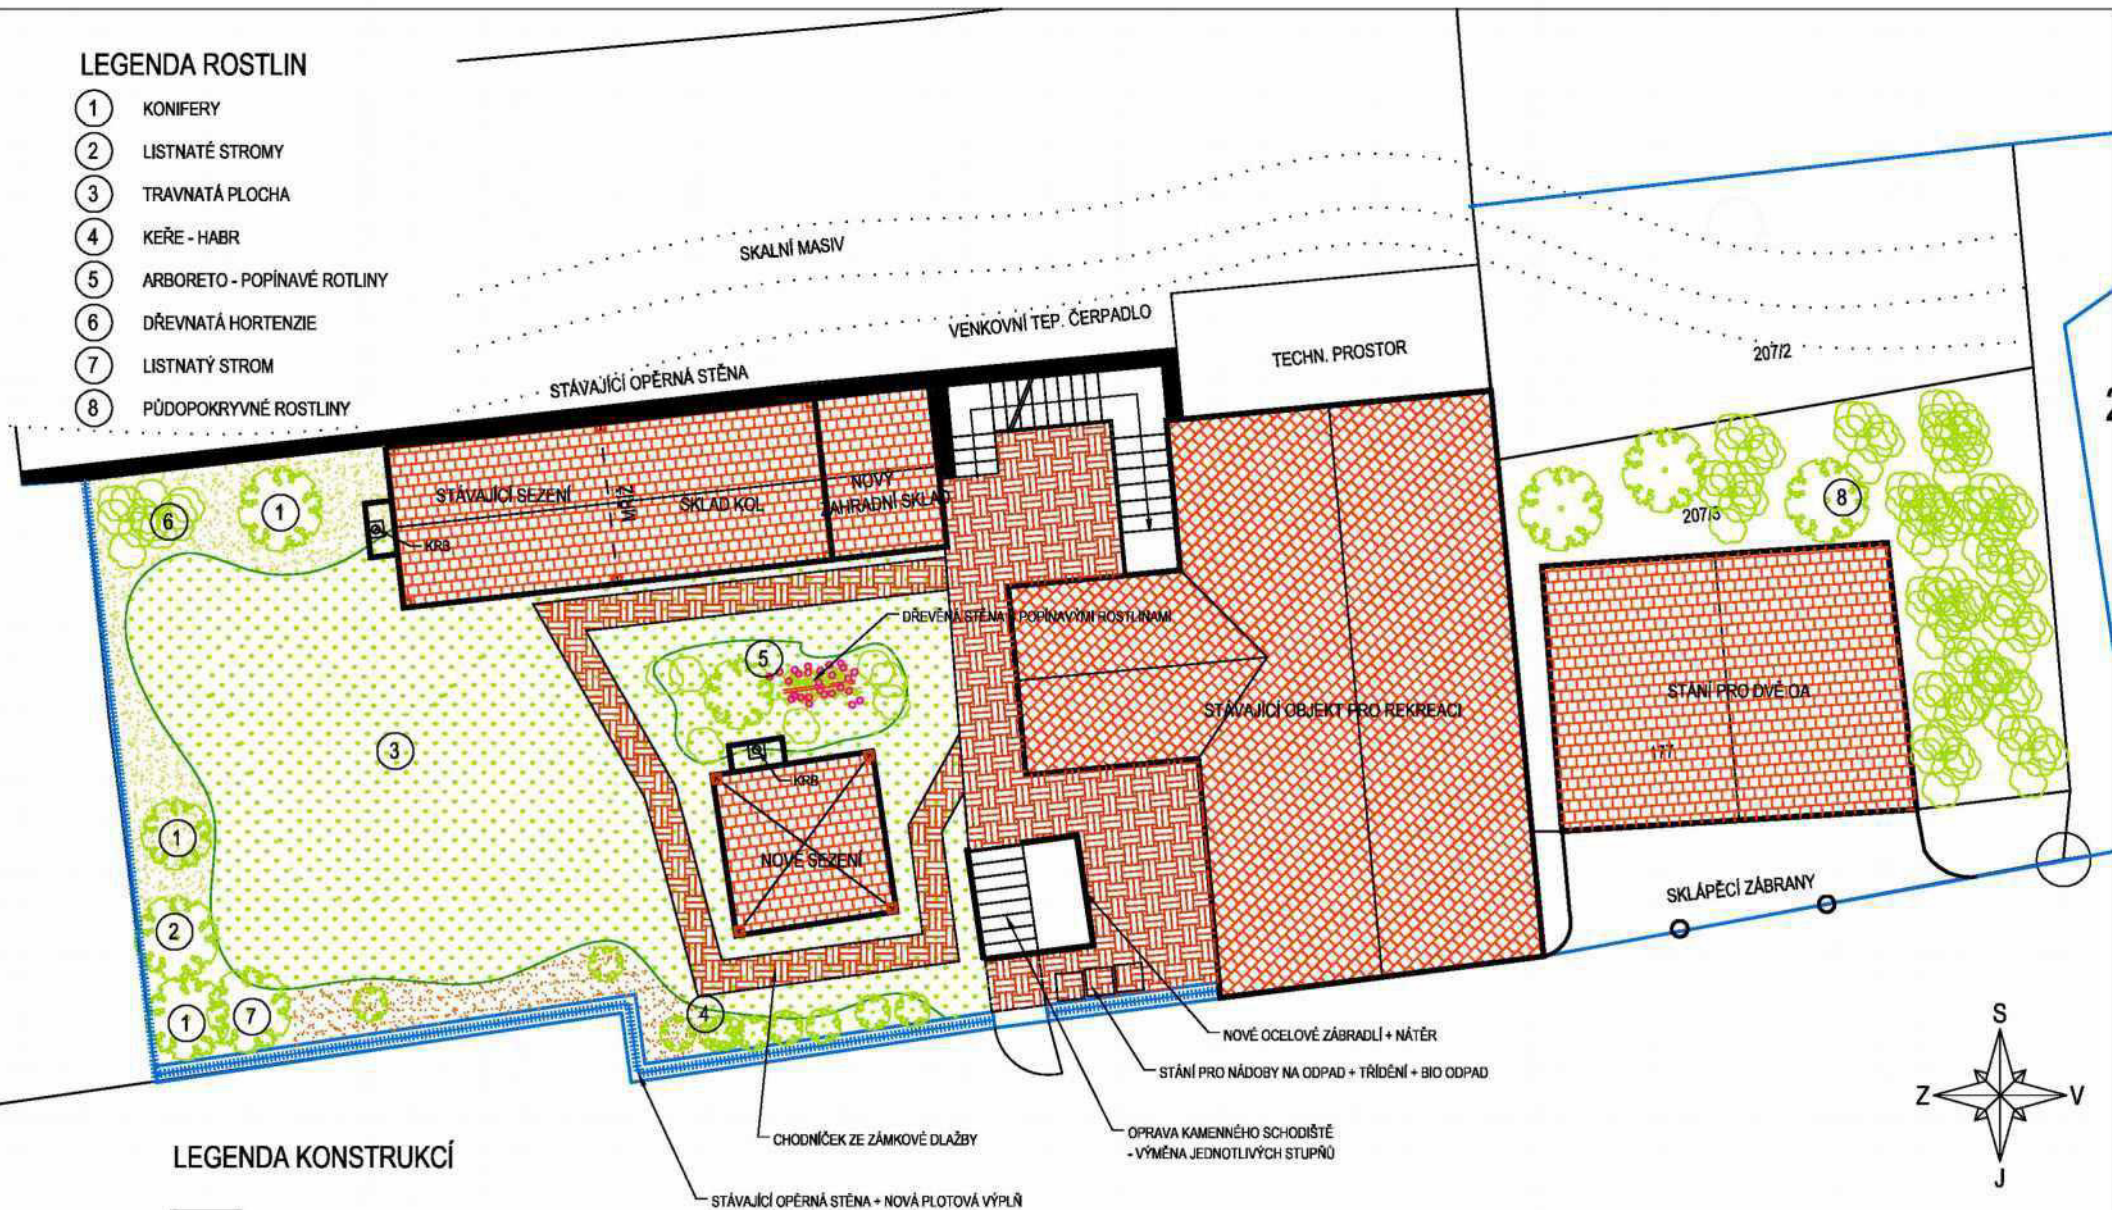 LEGENDA ROSTLIN
1 KONIFERY
2 LISTNATÉ STROMY
3 TRAVNATÁ PLOCHA
4 KEŘE - HABR
5 ARBORETO - POPÍNAVÉ ROTLINY
6 DŘEVNATÁ HORTENZIE
7 LISTNATÝ STROM
8 PŮDOPOKRYVNÉ ROSTLINY
SKALNÍ MASIV
VENKOVNÍ TEP. ČERPADLO
TECHN. PROSTOR
207/2
2
STÁVAJÍCÍ OPĚRNÁ STĚNA
STÁVAJÍCÍ SEZENÍ
MŘÍŽ
SKLAD KOL
NOVÝ
ZAHRADNÍ SKLAD
6
1
KRB
8
207/3
DŘEVĚNÁ STĚNA S POPÍNAVÝMI ROSTLINAMI
5
3
KRB
NOVÉ SEZENÍ
STÁVAJÍCÍ OBJEKT PRO REKREACI
STÁNÍ PRO DVĚ OA
177
1
2
1
7
4
SKLÁPĚCÍ ZÁBRANY
NOVÉ OCELOVÉ ZÁBRADLÍ + NÁTĚR
STÁNÍ PRO NÁDOBY NA ODPAD + TŘÍDĚNÍ + BIO ODPAD
OPRAVA KAMENNÉHO SCHODIŠTĚ
- VÝMĚNA JEDNOTLIVÝCH STUPŇŮ
CHODNÍČEK ZE ZÁMKOVÉ DLAŽBY
STÁVAJÍCÍ OPĚRNÁ STĚNA + NOVÁ PLOTOVÁ VÝPLŇ
S
Z
V
J
LEGENDA KONSTRUKCÍ